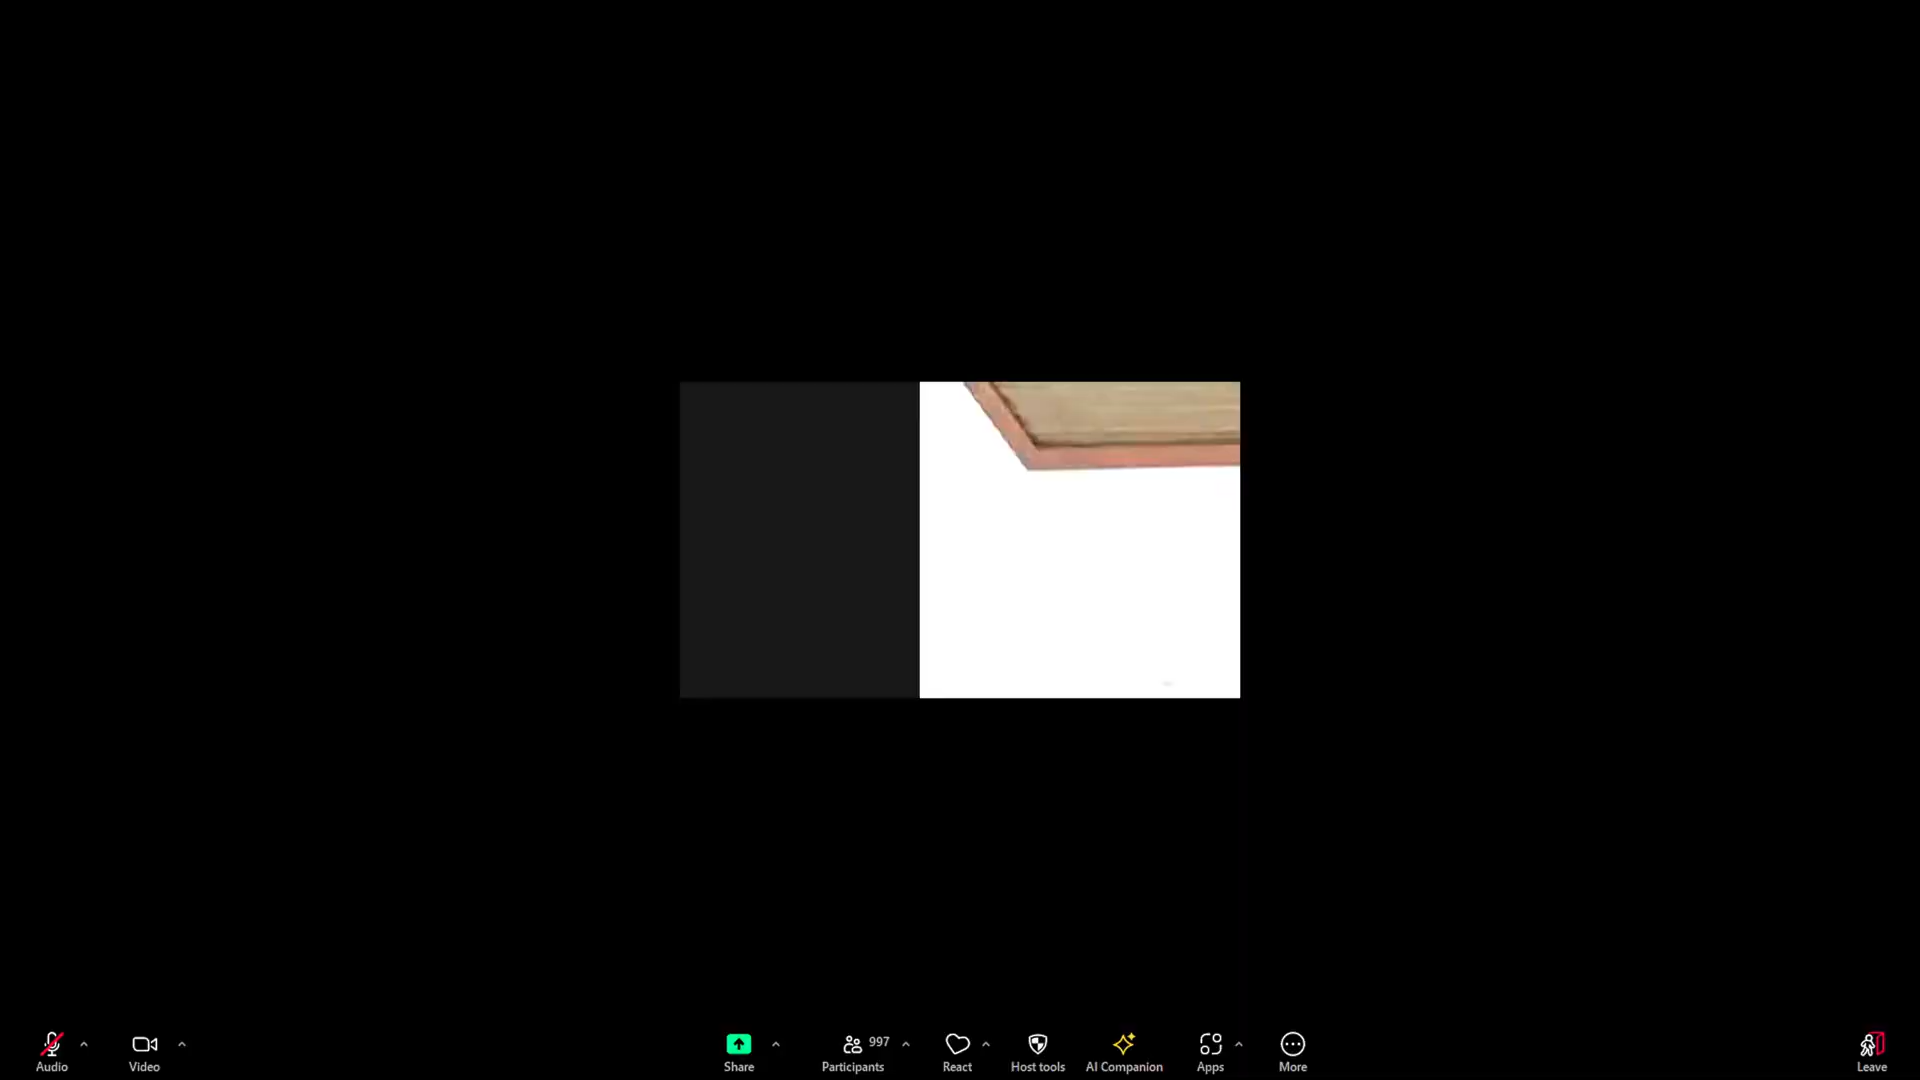 997
Audio
Video
Share
Participants
React
Host tools
AI Companion
Apps
More
Leave